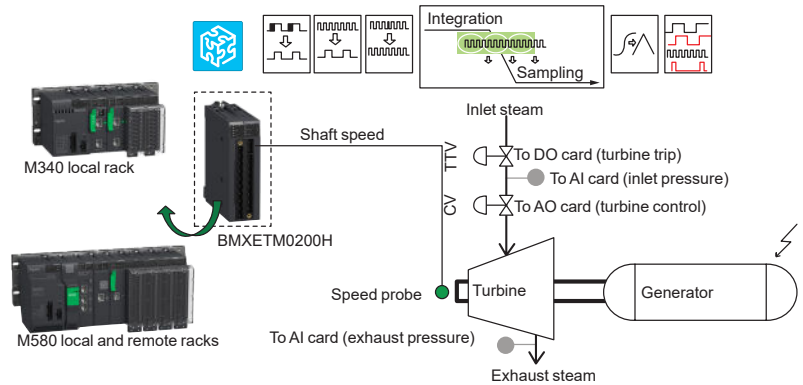 Integration
Sampling
Inlet steam
Shaft speed
TTV
To DO card (turbine trip)
M340 local rack
To AI card (inlet pressure)
CV
To AO card (turbine control)
BMXETM0200H
Speed probe
Turbine
Generator
M580 local and remote racks
To AI card (exhaust pressure)
Exhaust steam